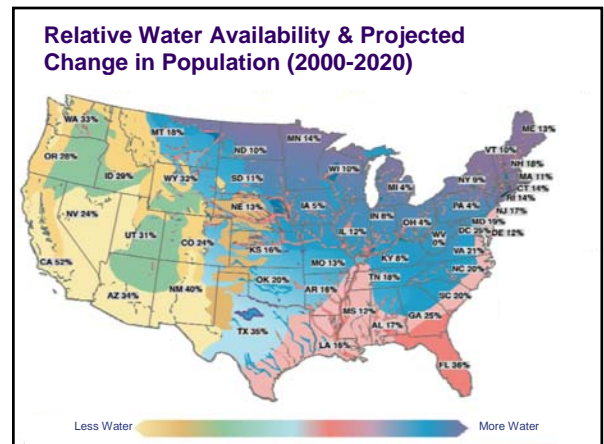 Relative Water Availability & Projected
Change in Population (2000-2020)
WA 33%
OR 26%
ID 29%
MT 18%
ND 10%
MN 14%
WI 10%
MI 4%
NY 9%
VT 10%
ME 13%
NH 18%
MA 11%
CT 14%
RI 14%
NJ 17%
MD 19%
DC 25%
DE 12%
WY 32%
SD 11%
NE 13%
IA 5%
IL 12%
IN 8%
OH 4%
PA 4%
WV
0%
VA 21%
NV 24%
UT 31%
CO 24%
KS 16%
MO 13%
KY 8%
TN 18%
NC 20%
SC 20%
CA 52%
AZ 34%
NM 40%
OK 20%
AR 16%
TX 35%
LA 16%
MS 12%
AL 17%
GA 25%
FL 36%
Less Water
More Water